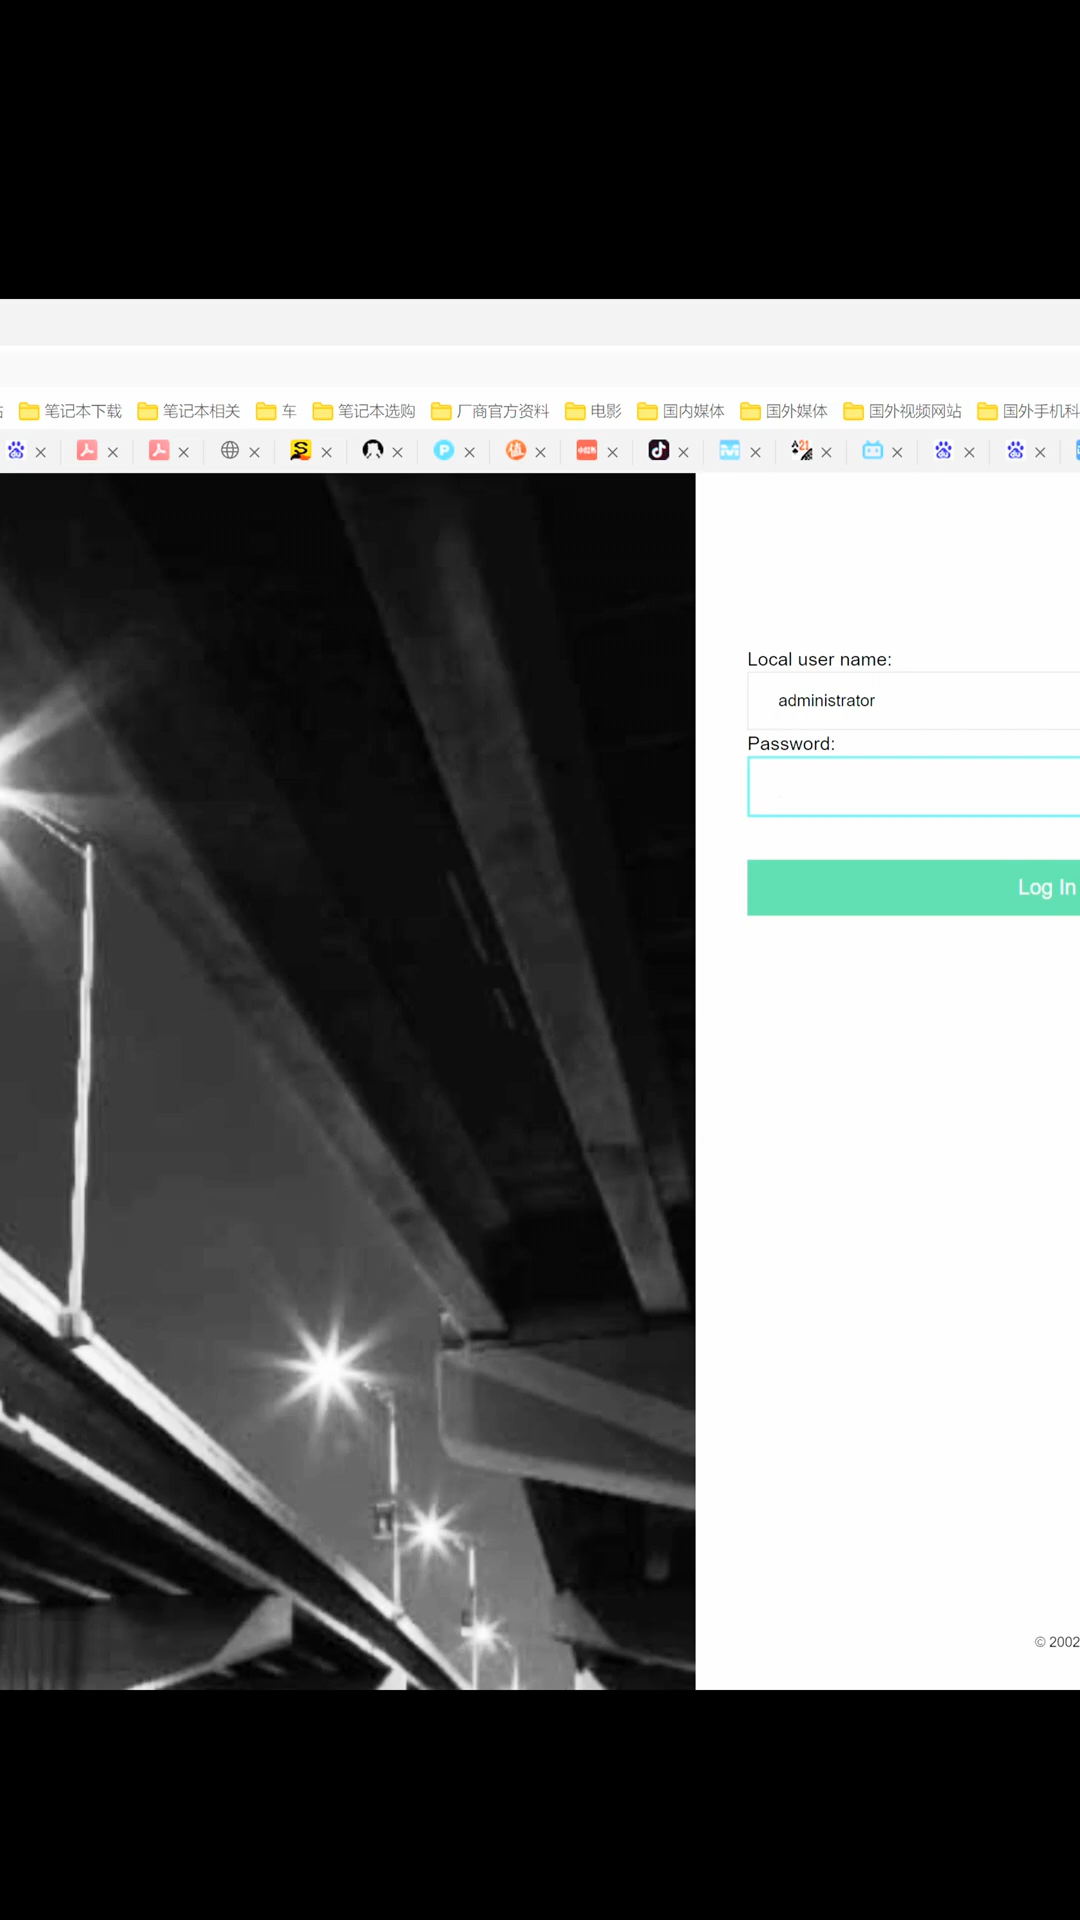 笔记本下载 笔记本相关 车 笔记本选购 厂商官方资料 电影 国内媒体 国外媒体 国外视频网站 国外手机科
Local user name:
administrator
Password:
Log In
© 2002